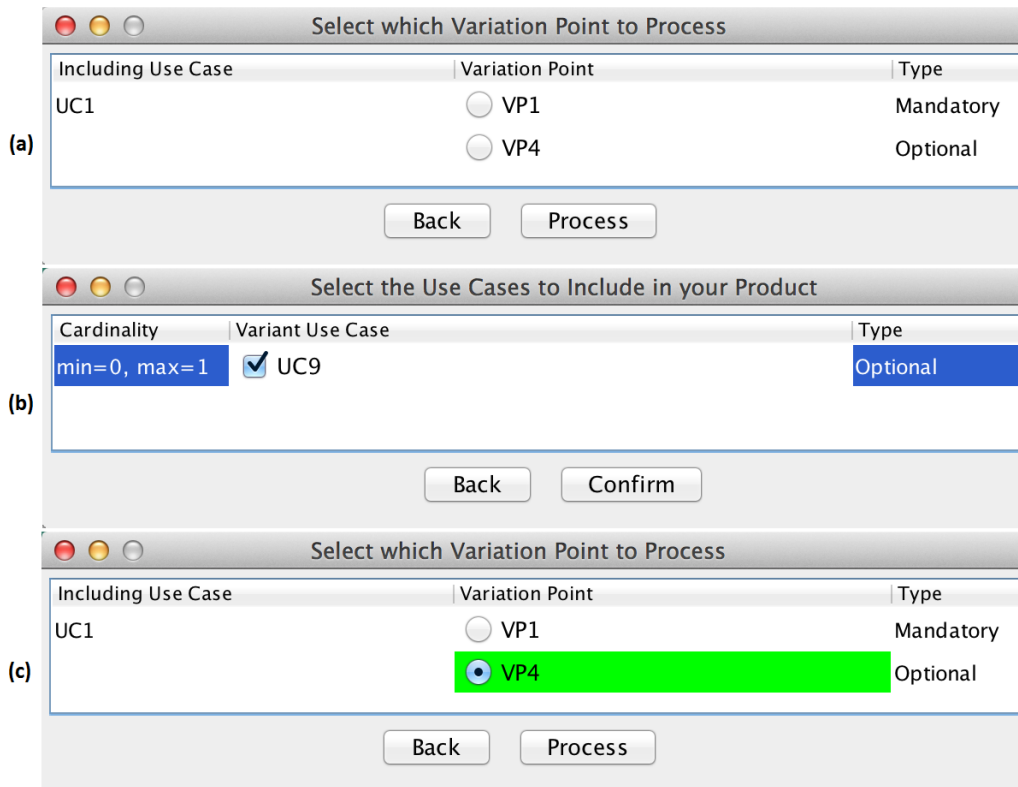 Select which Variation Point to Process
Including Use Case Variation Point Type
UC1 VP1 Mandatory
(a)
VP4 Optional
Back Process
Select the Use Cases to Include in your Product
Cardinality Variant Use Case Type
min=0, max=1 UC9 Optional
(b)
Back Confirm
Select which Variation Point to Process
Including Use Case Variation Point Type
UC1 VP1 Mandatory
(c) VP4 Optional
Back Process